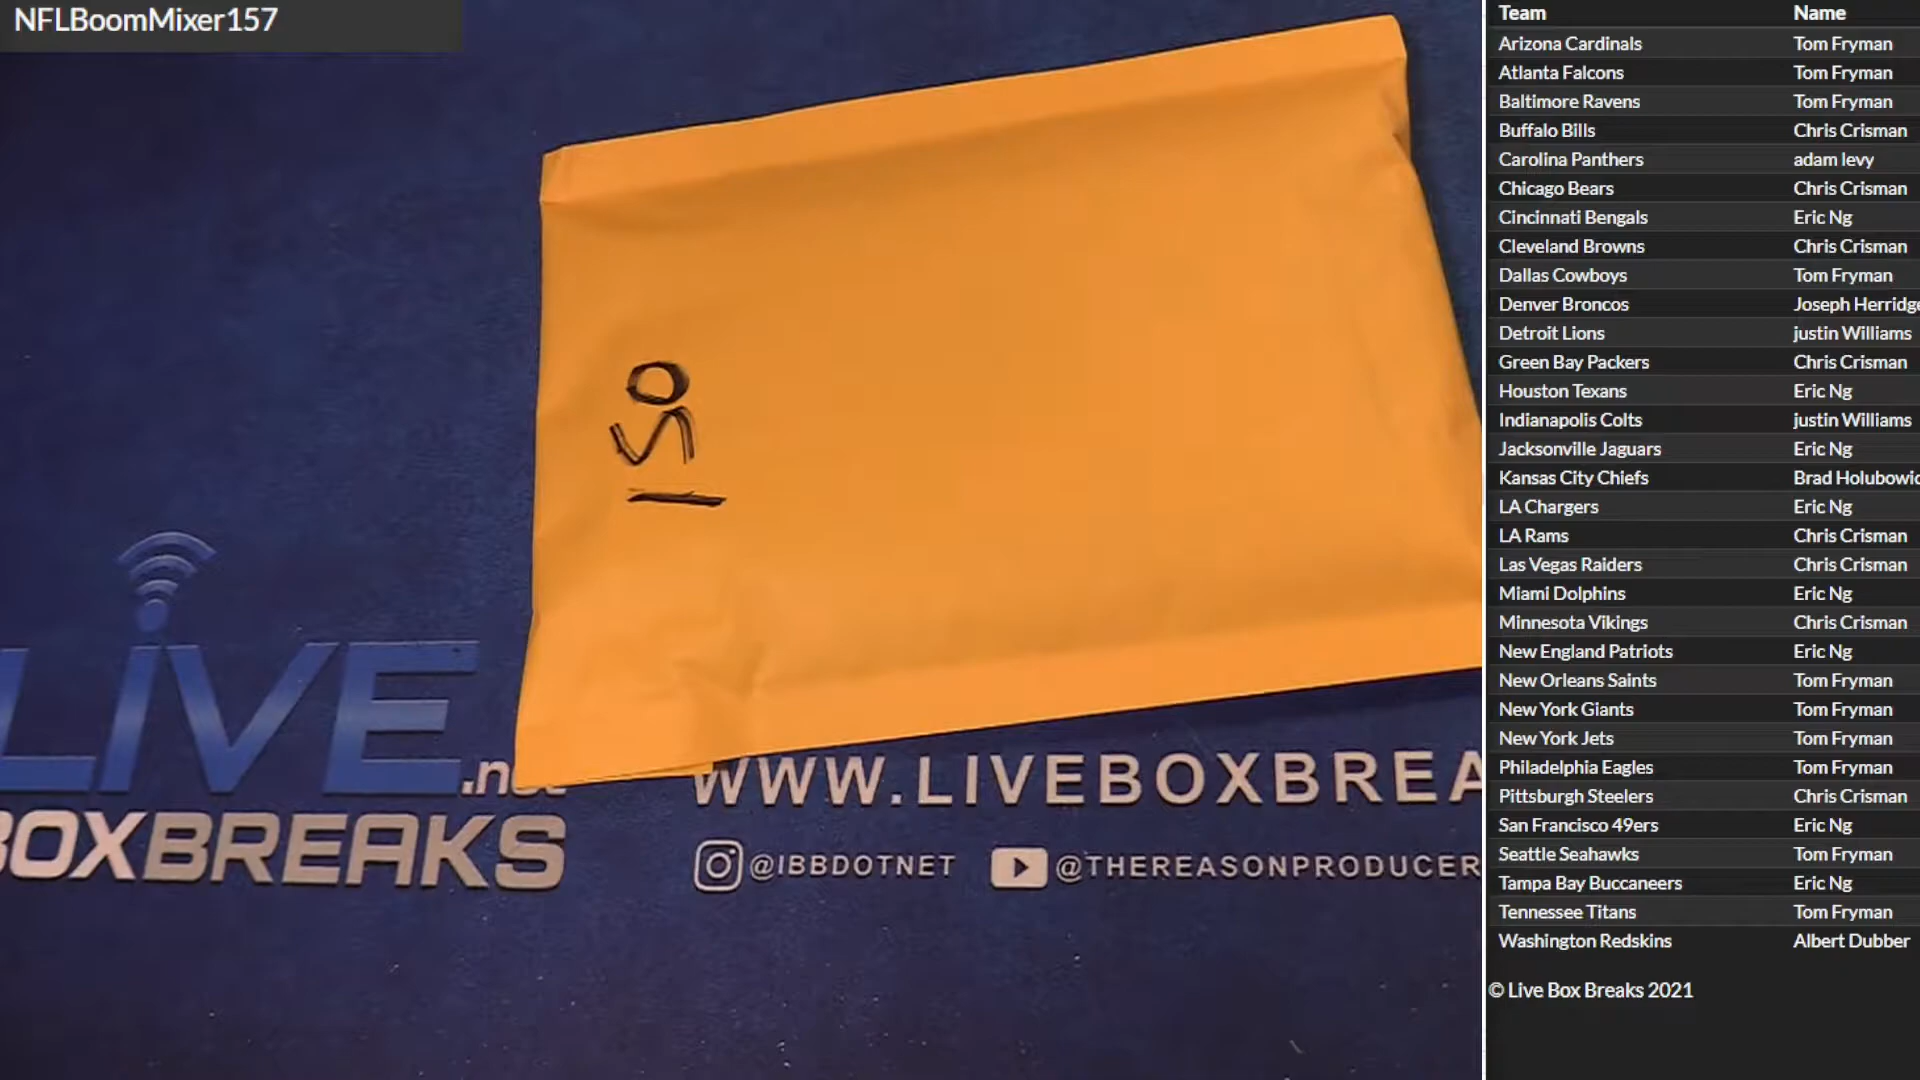 NFLBoomMixer157
150
LIVE.net
BOXBREAKS
WWW.LIVEBOXBREA
@IBBDOTNET @THEREASONPRODUCER
Team Name
Arizona Cardinals Tom Fryman
Atlanta Falcons Tom Fryman
Baltimore Ravens Tom Fryman
Buffalo Bills Chris Crisman
Carolina Panthers adam levy
Chicago Bears Chris Crisman
Cincinnati Bengals Eric Ng
Cleveland Browns Chris Crisman
Dallas Cowboys Tom Fryman
Denver Broncos Joseph Herridge
Detroit Lions justin Williams
Green Bay Packers Chris Crisman
Houston Texans Eric Ng
Indianapolis Colts justin Williams
Jacksonville Jaguars Eric Ng
Kansas City Chiefs Brad Holubowic
LA Chargers Eric Ng
LA Rams Chris Crisman
Las Vegas Raiders Chris Crisman
Miami Dolphins Eric Ng
Minnesota Vikings Chris Crisman
New England Patriots Eric Ng
New Orleans Saints Tom Fryman
New York Giants Tom Fryman
New York Jets Tom Fryman
Philadelphia Eagles Tom Fryman
Pittsburgh Steelers Chris Crisman
San Francisco 49ers Eric Ng
Seattle Seahawks Tom Fryman
Tampa Bay Buccaneers Eric Ng
Tennessee Titans Tom Fryman
Washington Redskins Albert Dubber
© Live Box Breaks 2021